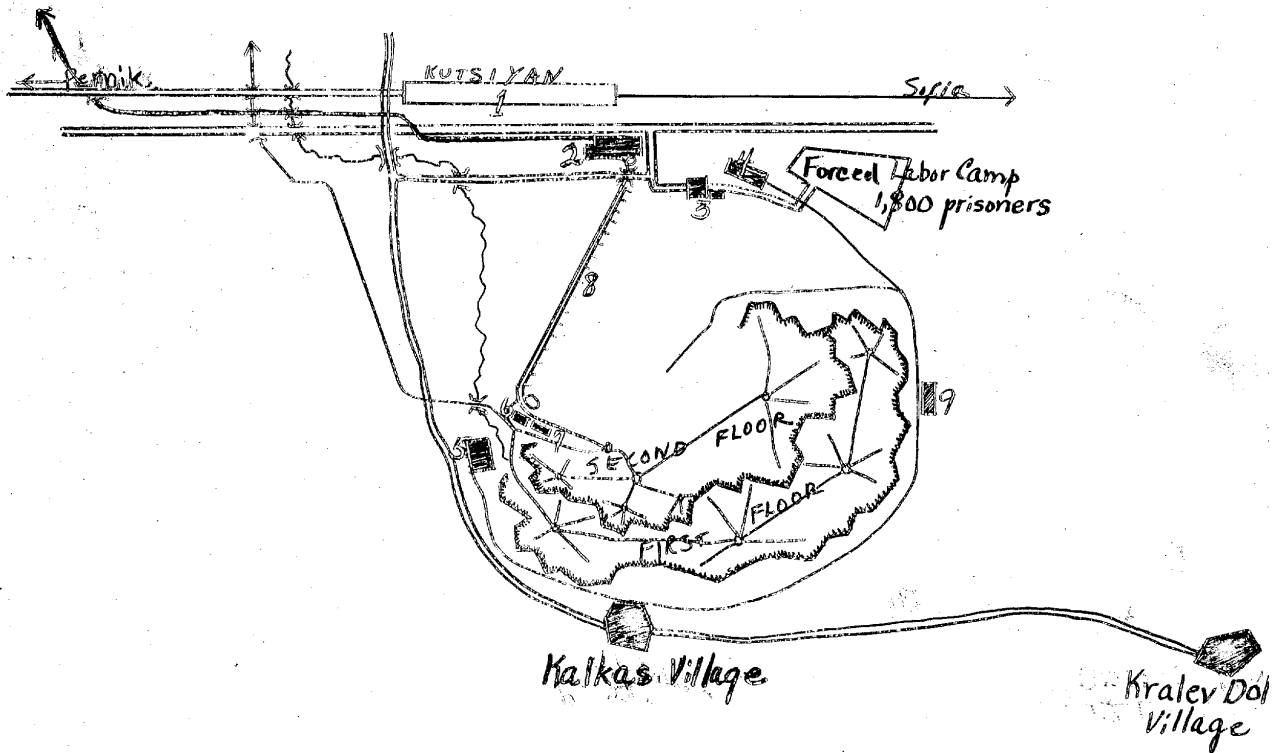 KUTSIYAN
Pernik.
1
Sofia
2
3
4
Forced Labor Camp
1,800 prisoners
8
9
6
7
5
SECOND FLOOR
FIRST FLOOR
Kalkas Village
Kralev Dol
Village